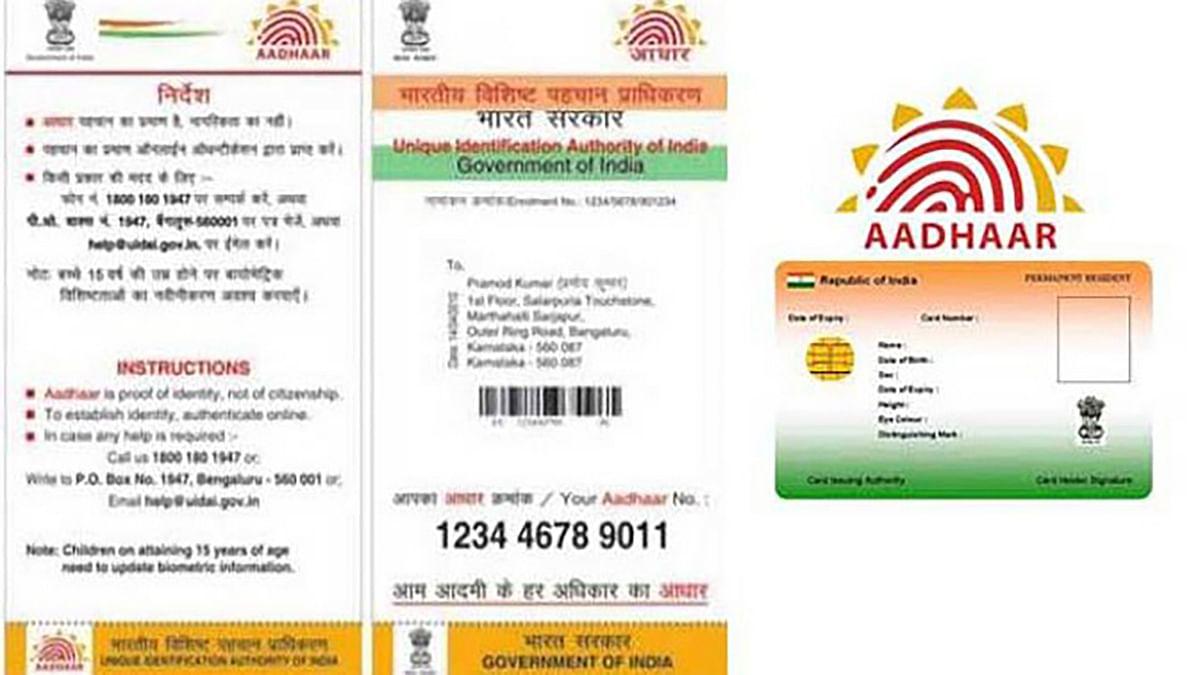 AADHAAR
निर्देश
आधार पहचान का प्रमाण है, नागरिकता का नहीं।
पहचान का प्रमाण ऑनलाईन ऑथन्टीकेशन द्वारा प्राप्त करें।
किसी प्रकार की मदद के लिए :-
फोन नं. 1800 180 1947 पर सम्पर्क करें, अथवा
पी.ओ. बाक्स नं. 1947, बेंगलुरु-560001 पर पत्र भेजें, अथवा
help@uidai.gov.in. पर ईमेल करें।
नोट: बच्चे 15 वर्ष की उम्र होने पर बायोमेट्रिक
विशिष्टताओं का नवीनीकरण अवश्य करवाएँ।
INSTRUCTIONS
Aadhaar is proof of identity, not of citizenship.
To establish identity, authenticate online.
In case any help is required :-
Call us 1800 180 1947 or;
Write to P.O. Box No. 1947, Bengaluru - 560 001 or;
Email help@uidai.gov.in
Note: Children on attaining 15 years of age
need to update biometric information.
AADHAAR
भारतीय विशिष्ट पहचान प्राधिकरण
UNIQUE IDENTIFICATION AUTHORITY OF INDIA
आधार
भारतीय विशिष्ट पहचान प्राधिकरण
भारत सरकार
Unique Identification Authority of India
Government of India
नामांकन क्रमांक/Enrolment No.: 1234/5678/901234
To,
Pramod Kumar (प्रमोद कुमार)
1st Floor, Salarpuria Touchstone,
Marthahalli Sarjapur,
Outer Ring Road, Bengaluru,
Karnataka - 560 087
Karnataka - 560 087
आपका आधार क्रमांक / Your Aadhaar No. :
1234 4678 9011
आम आदमी के हर अधिकार का आधार
भारत सरकार
GOVERNMENT OF INDIA
AADHAAR
Republic of India
PERMANENT RESIDENT
Date of Expiry :
Card Number :
Name :
Date of Birth :
Sex :
Date of Expiry :
Height :
Eye Colour :
Distinguishing Mark :
Card Issuing Authority
Card Holder Signature